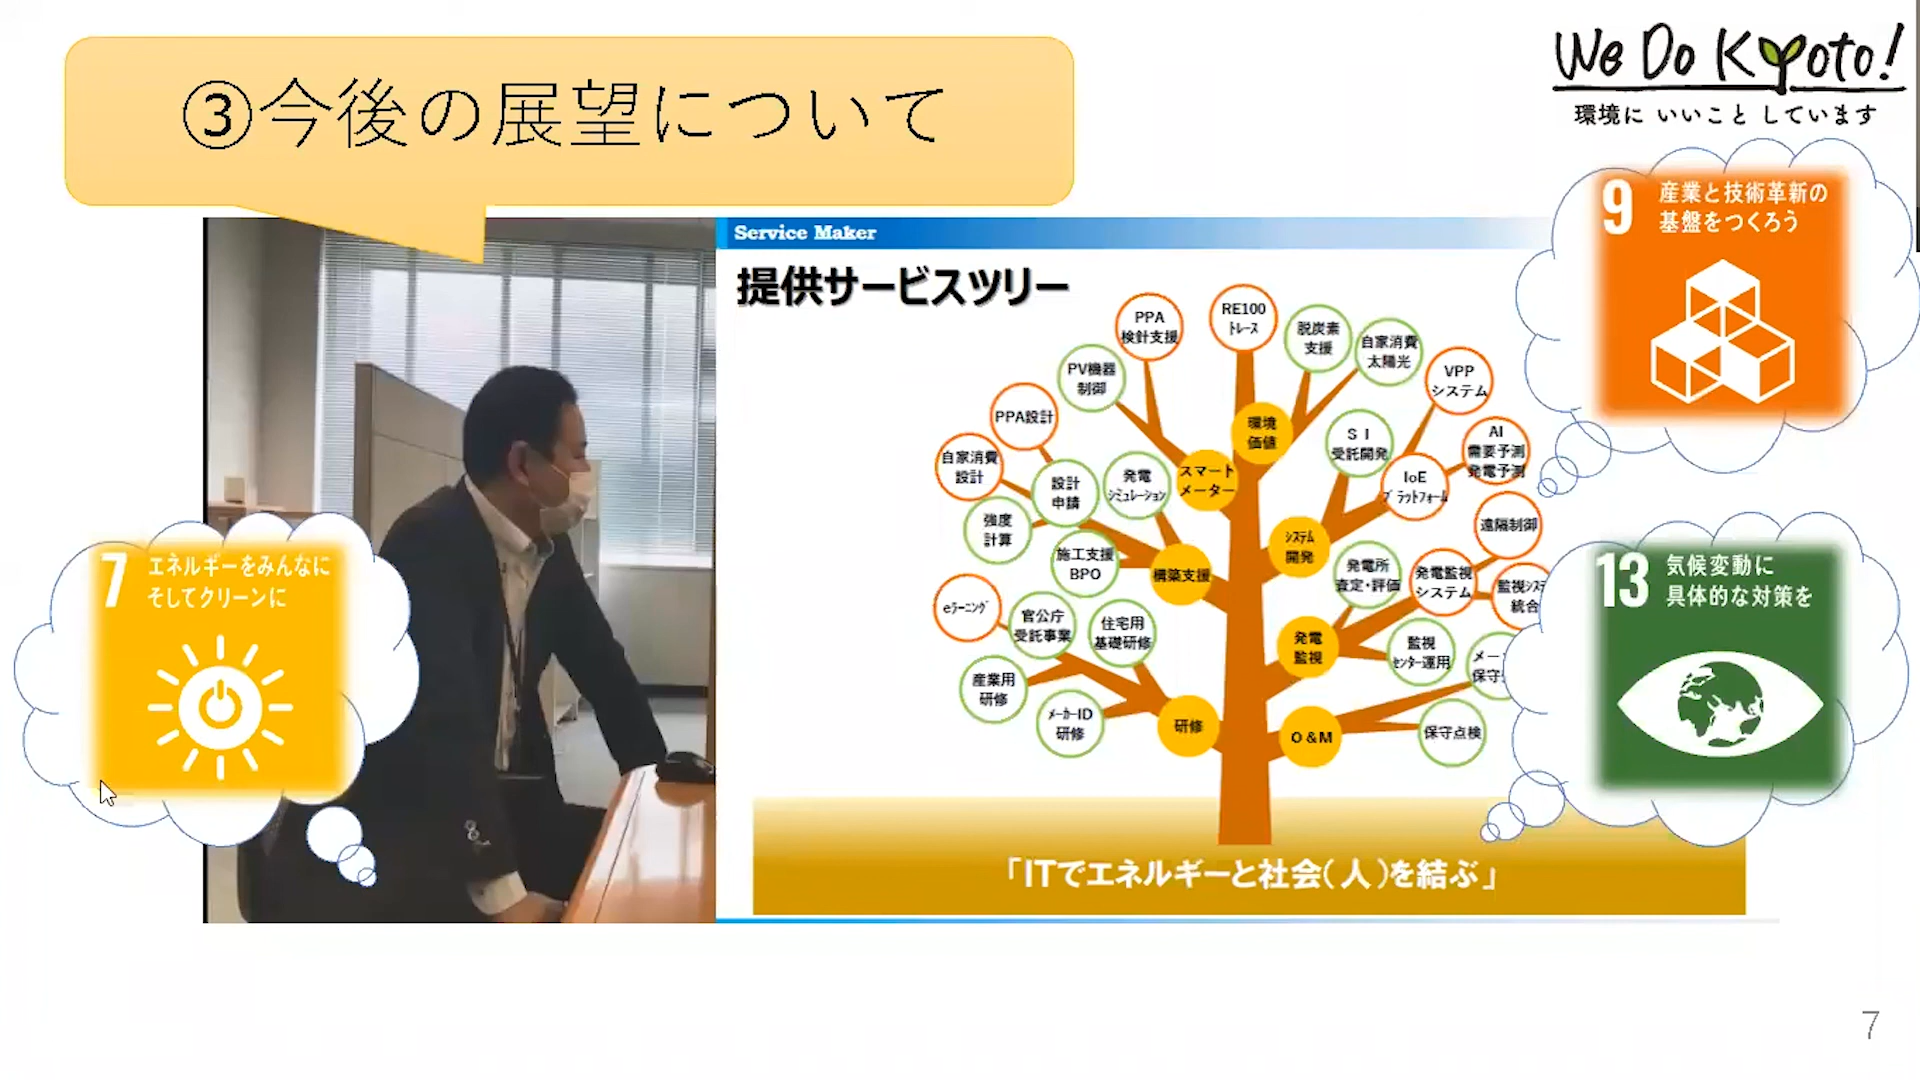 ③今後の展望について
We Do Kyoto!
環境に いいこと しています
Service Maker
提供サービスツリー
PPA
検針支援
RE100
トレース
脱炭素
支援
自家消費
太陽光
PV機器
制御
VPP
システム
PPA設計
環境
価値
SI
受託開発
AI
需要予測
発電予測
自家消費
設計
設計
申請
発電
シミュレーション
スマート
メーター
IoE
プラットフォーム
強度
計算
遠隔制御
システム
開発
施工支援
BPO
構築支援
発電所
査定・評価
発電監視
システム
監視シス
統合
eラーニング
官公庁
受託事業
住宅用
基礎研修
発電
監視
監視
センター運用
メー
保守
産業用
研修
メーカーID
研修
研修
O&M
保守点検
「ITでエネルギーと社会(人)を結ぶ」
7 エネルギーをみんなに
そしてクリーンに
9 産業と技術革新の
基盤をつくろう
13 気候変動に
具体的な対策を
7